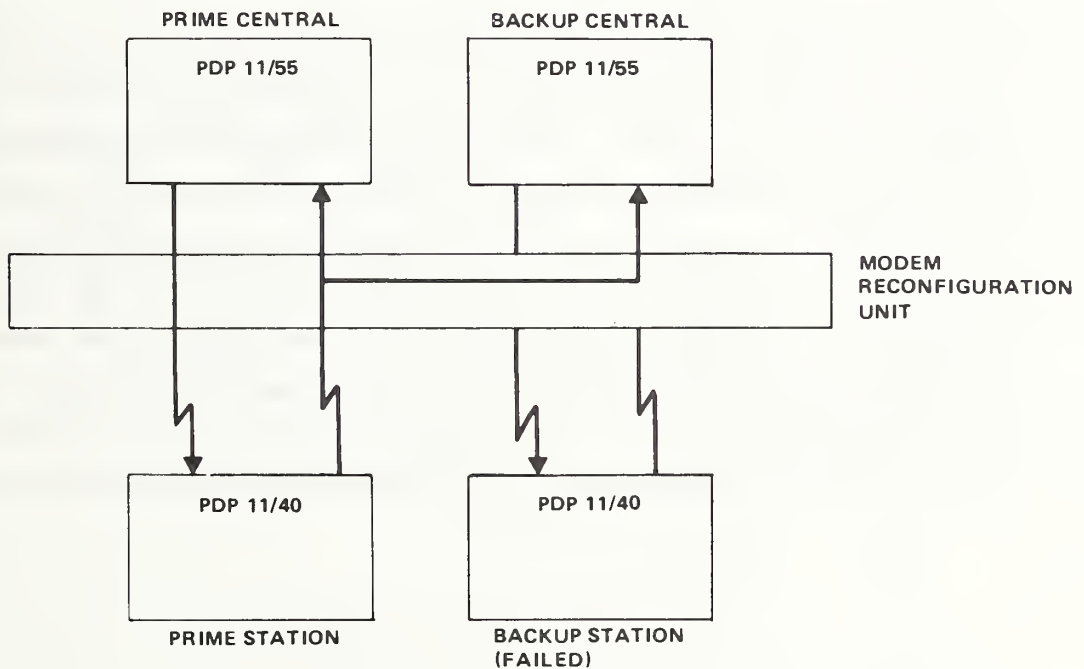 PRIME CENTRAL
BACKUP CENTRAL
PDP 11/55
PDP 11/55
MODEM
RECONFIGURATION
UNIT
PDP 11/40
PDP 11/40
PRIME STATION
BACKUP STATION
(FAILED)